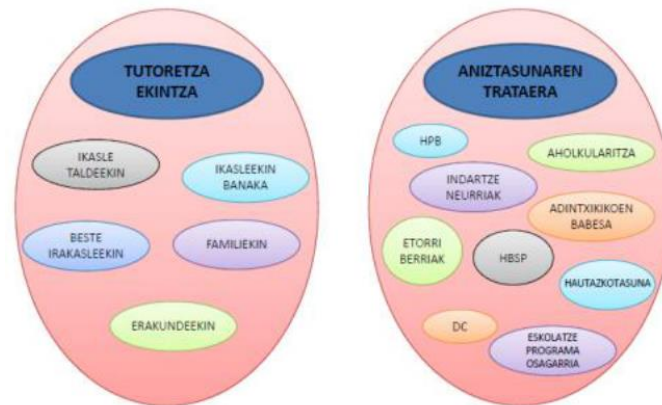 TUTORETZA
EKINTZA
IKASLE
TALDEEKIN
IKASLEEKIN
BANAKA
BESTE
IRAKASLEEKIN
FAMILIEKIN
ERAKUNDEEKIN
ANIZTASUNAREN
TRATAERA
HPB
AHOLKULARITZA
INDARTZE
NEURRIAK
ADINTXIKIKOEN
BABESA
ETORRI
BERRIAK
HBSP
HAUTAZKOTASUNA
DC
ESKOLATZE
PROGRAMA
OSAGARRIA